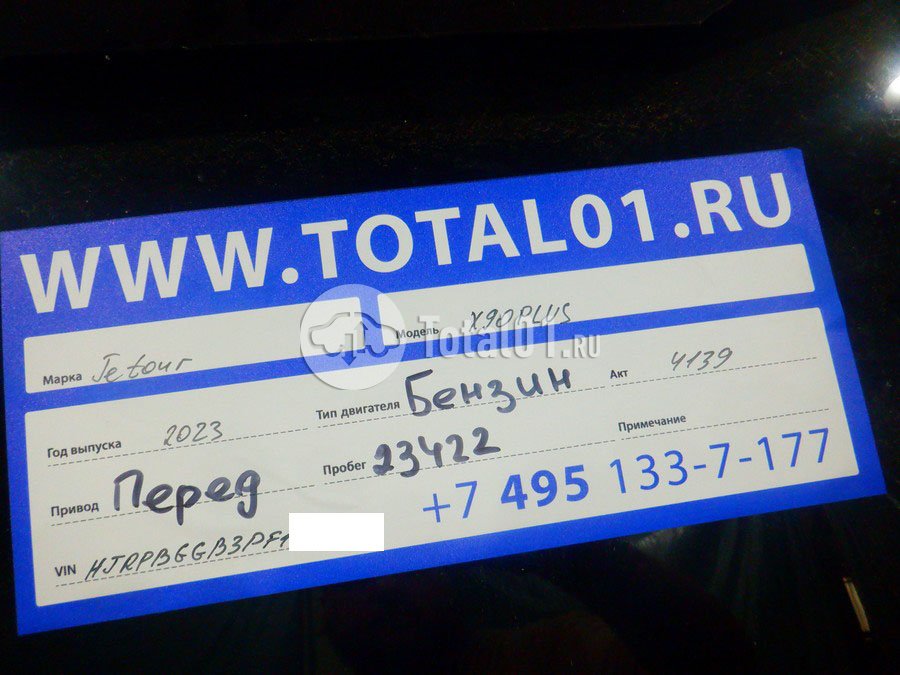 WWW.TOTAL01.RU
Марка Jetour Модель X90PLUS
Total01.RU
Год выпуска 2023 Тип двигателя Бензин Акт 4139
Привод Перед Пробег 23422 Примечание
+7 495 133-7-177
VIN HJRPBGGB3PF1